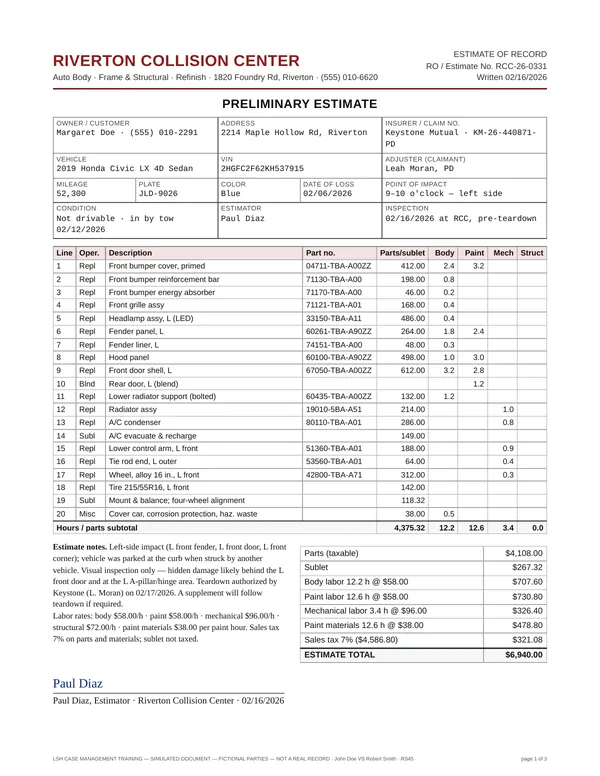 RIVERTON COLLISION CENTER
Auto Body · Frame & Structural · Refinish · 1820 Foundry Rd, Riverton · (555) 010-6620
ESTIMATE OF RECORD
RO / Estimate No. RCC-26-0331
Written 02/16/2026
PRELIMINARY ESTIMATE
OWNER / CUSTOMER
Margaret Doe · (555) 010-2291
ADDRESS
2214 Maple Hollow Rd, Riverton
INSURER / CLAIM NO.
Keystone Mutual · KM-26-440871-
PD
VEHICLE
2019 Honda Civic LX 4D Sedan
VIN
2HGFC2F62KH537915
ADJUSTER (CLAIMANT)
Leah Moran, PD
MILEAGE
52,300
PLATE
JLD-9026
COLOR
Blue
DATE OF LOSS
02/06/2026
POINT OF IMPACT
9–10 o'clock — left side
CONDITION
Not drivable · in by tow
02/12/2026
ESTIMATOR
Paul Diaz
INSPECTION
02/16/2026 at RCC, pre-teardown
Line Oper. Description Part no. Parts/sublet Body Paint Mech Struct
1 Repl Front bumper cover, primed 04711-TBA-A00ZZ 412.00 2.4 3.2
2 Repl Front bumper reinforcement bar 71130-TBA-A00 198.00 0.8
3 Repl Front bumper energy absorber 71170-TBA-A00 46.00 0.2
4 Repl Front grille assy 71121-TBA-A01 168.00 0.4
5 Repl Headlamp assy, L (LED) 33150-TBA-A11 486.00 0.4
6 Repl Fender panel, L 60261-TBA-A90ZZ 264.00 1.8 2.4
7 Repl Fender liner, L 74151-TBA-A00 48.00 0.3
8 Repl Hood panel 60100-TBA-A90ZZ 498.00 1.0 3.0
9 Repl Front door shell, L 67050-TBA-A00ZZ 612.00 3.2 2.8
10 Blnd Rear door, L (blend) 1.2
11 Repl Lower radiator support (bolted) 60435-TBA-A00ZZ 132.00 1.2
12 Repl Radiator assy 19010-5BA-A51 214.00 1.0
13 Repl A/C condenser 80110-TBA-A01 286.00 0.8
14 Subl A/C evacuate & recharge 149.00
15 Repl Lower control arm, L front 51360-TBA-A01 188.00 0.9
16 Repl Tie rod end, L outer 53560-TBA-A01 64.00 0.4
17 Repl Wheel, alloy 16 in., L front 42800-TBA-A71 312.00 0.3
18 Repl Tire 215/55R16, L front 142.00
19 Subl Mount & balance; four-wheel alignment 118.32
20 Misc Cover car, corrosion protection, haz. waste 38.00 0.5
Hours / parts subtotal 4,375.32 12.2 12.6 3.4 0.0
Estimate notes. Left-side impact (L front fender, L front door, L front
corner); vehicle was parked at the curb when struck by another
vehicle. Visual inspection only — hidden damage likely behind the L
front door and at the L A-pillar/hinge area. Teardown authorized by
Keystone (L. Moran) on 02/17/2026. A supplement will follow
teardown if required.
Labor rates: body $58.00/h · paint $58.00/h · mechanical $96.00/h ·
structural $72.00/h · paint materials $38.00 per paint hour. Sales tax
7% on parts and materials; sublet not taxed.
Parts (taxable) $4,108.00
Sublet $267.32
Body labor 12.2 h @ $58.00 $707.60
Paint labor 12.6 h @ $58.00 $730.80
Mechanical labor 3.4 h @ $96.00 $326.40
Paint materials 12.6 h @ $38.00 $478.80
Sales tax 7% ($4,586.80) $321.08
ESTIMATE TOTAL $6,940.00
Paul Diaz
Paul Diaz, Estimator · Riverton Collision Center · 02/16/2026
LSH CASE MANAGEMENT TRAINING — SIMULATED DOCUMENT — FICTIONAL PARTIES — NOT A REAL RECORD · John Doe VS Robert Smith · RS45
page 1 of 3